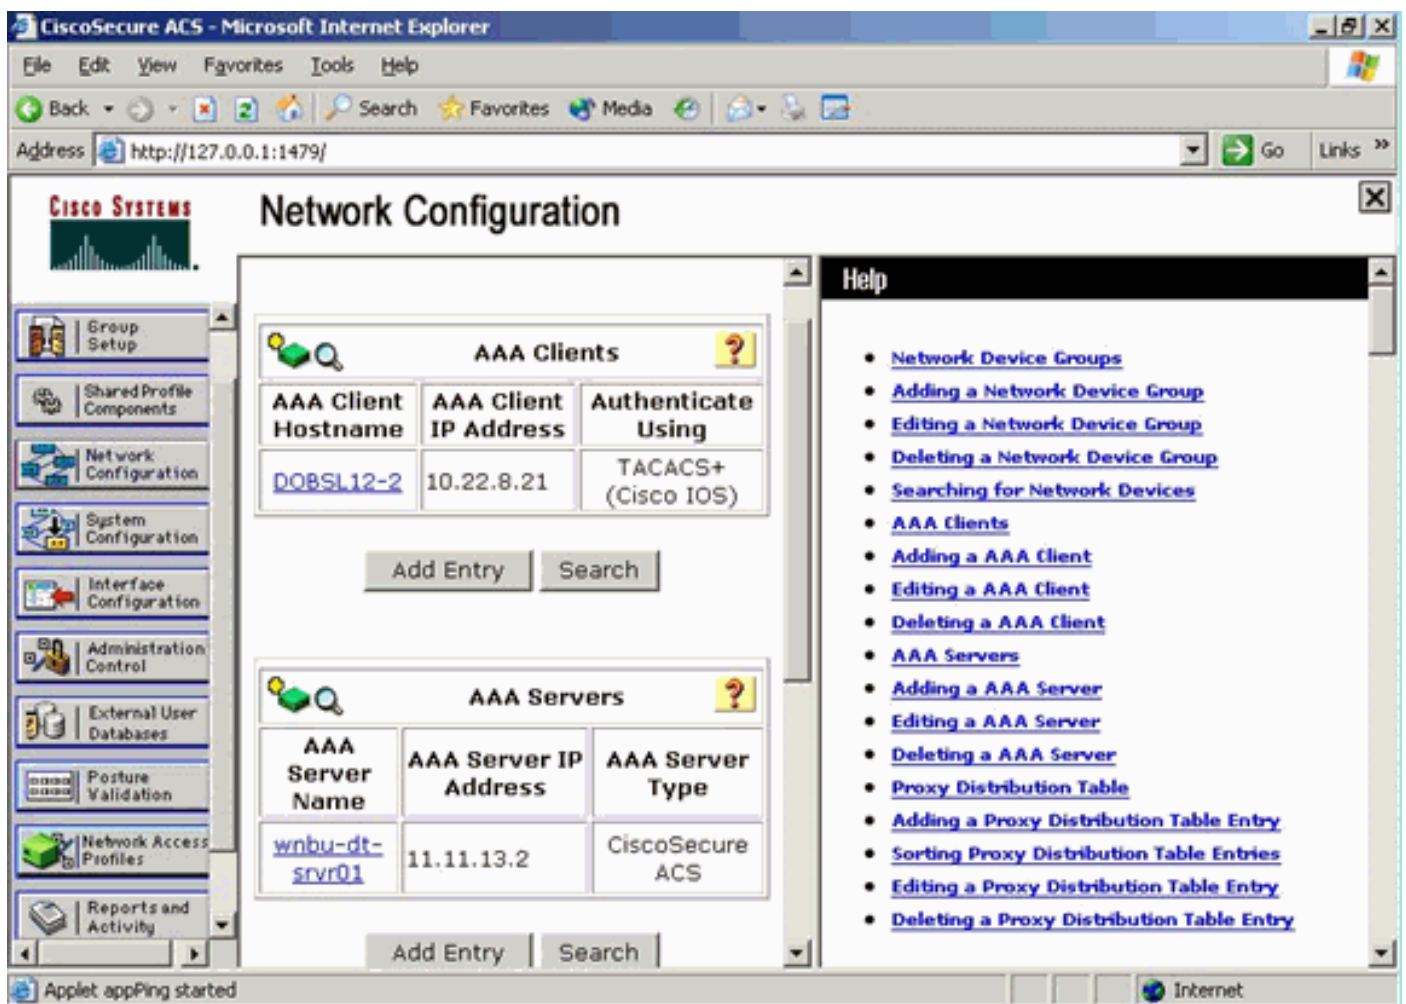 CiscoSecure ACS - Microsoft Internet Explorer
File Edit View Favorites Tools Help
Back Search Favorites Media
Address http://127.0.0.1:1479/ Go Links »
CISCO SYSTEMS
Network Configuration
Group
Setup
Shared Profile
Components
Network
Configuration
System
Configuration
Interface
Configuration
Administration
Control
External User
Databases
Posture
Validation
Network Access
Profiles
Reports and
Activity
AAA Clients ?
AAA Client
Hostname
AAA Client
IP Address
Authenticate
Using
DOBSL12-2
10.22.8.21
TACACS+
(Cisco IOS)
Add Entry Search
AAA Servers ?
AAA
Server
Name
AAA Server IP
Address
AAA Server
Type
wnbu-dt-
srvr01
11.11.13.2
CiscoSecure
ACS
Add Entry Search
Help
Network Device Groups
Adding a Network Device Group
Editing a Network Device Group
Deleting a Network Device Group
Searching for Network Devices
AAA Clients
Adding a AAA Client
Editing a AAA Client
Deleting a AAA Client
AAA Servers
Adding a AAA Server
Editing a AAA Server
Deleting a AAA Server
Proxy Distribution Table
Adding a Proxy Distribution Table Entry
Sorting Proxy Distribution Table Entries
Editing a Proxy Distribution Table Entry
Deleting a Proxy Distribution Table Entry
Applet appPing started Internet